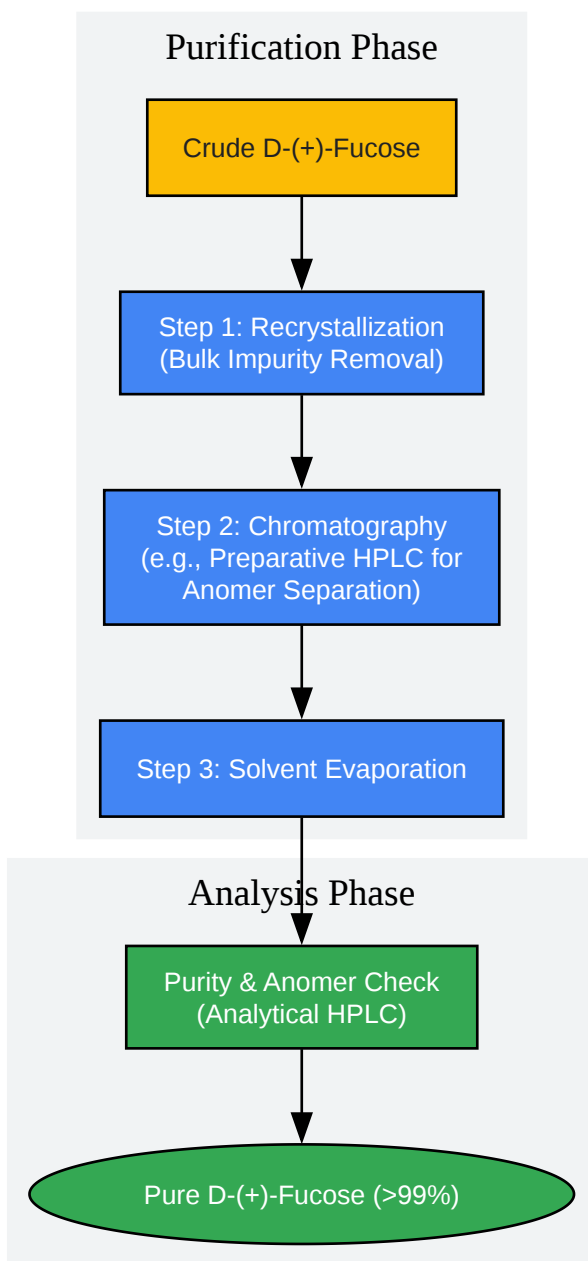 Purification Phase
Crude D-(+)-Fucose
Step 1: Recrystallization
(Bulk Impurity Removal)
Step 2: Chromatography
(e.g., Preparative HPLC for
Anomer Separation)
Step 3: Solvent Evaporation
Analysis Phase
Purity & Anomer Check
(Analytical HPLC)
Pure D-(+)-Fucose (>99%)